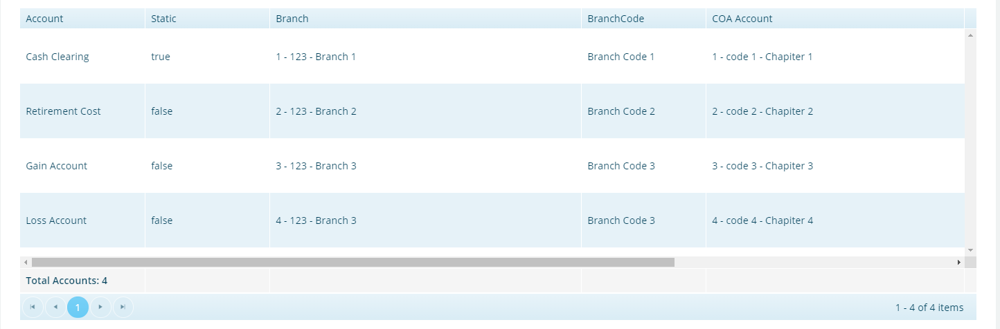 Account Static Branch BranchCode COA Account
Cash Clearing true 1 - 123 - Branch 1 Branch Code 1 1 - code 1 - Chapiter 1
Retirement Cost false 2 - 123 - Branch 2 Branch Code 2 2 - code 2 - Chapiter 2
Gain Account false 3 - 123 - Branch 3 Branch Code 3 3 - code 3 - Chapiter 3
Loss Account false 4 - 123 - Branch 3 Branch Code 3 4 - code 4 - Chapiter 4
Total Accounts: 4
1 1 - 4 of 4 items